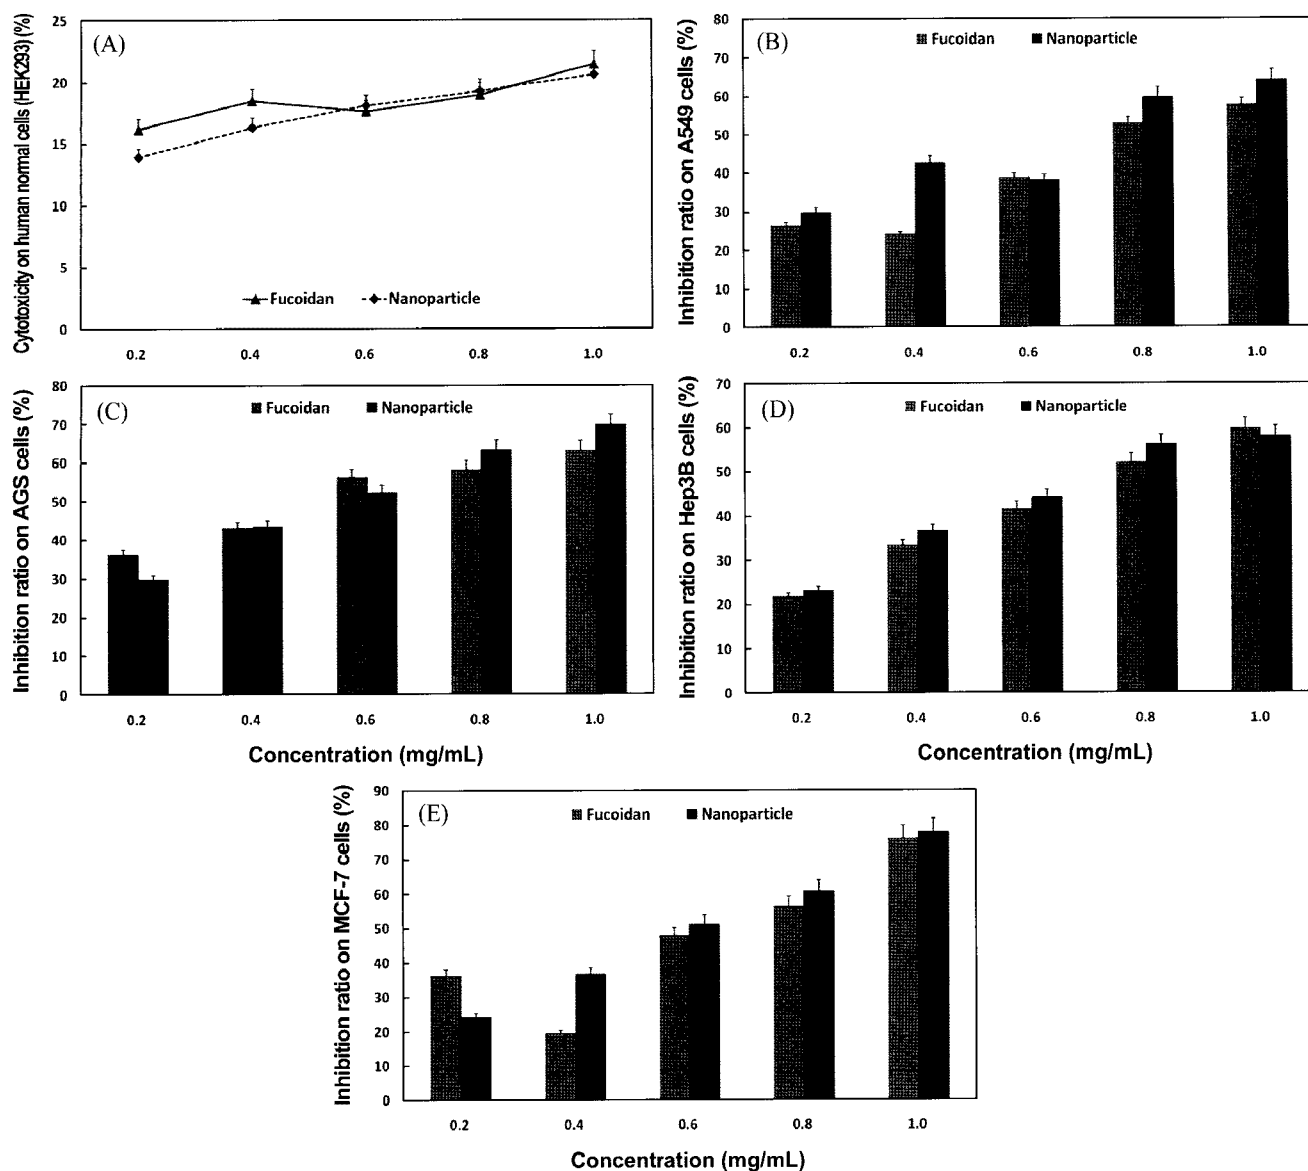 Cytotoxicity on human normal cells (HEK293) (%)
25
20
15
10
5
0
(A)
Fucoidan
Nanoparticle
0.2
0.4
0.6
0.8
1.0
Inhibition ratio on A549 cells (%)
80
70
60
50
40
30
20
10
0
(B)
Fucoidan
Nanoparticle
0.2
0.4
0.6
0.8
1.0
Inhibition ratio on AGS cells (%)
80
70
60
50
40
30
20
10
0
(C)
Fucoidan
Nanoparticle
0.2
0.4
0.6
0.8
1.0
Concentration (mg/mL)
Inhibition ratio on Hep3B cells (%)
70
60
50
40
30
20
10
0
(D)
Fucoidan
Nanoparticle
0.2
0.4
0.6
0.8
1.0
Concentration (mg/mL)
Inhibition ratio on MCF-7 cells (%)
90
80
70
60
50
40
30
20
10
0
(E)
Fucoidan
Nanoparticle
0.2
0.4
0.6
0.8
1.0
Concentration (mg/mL)